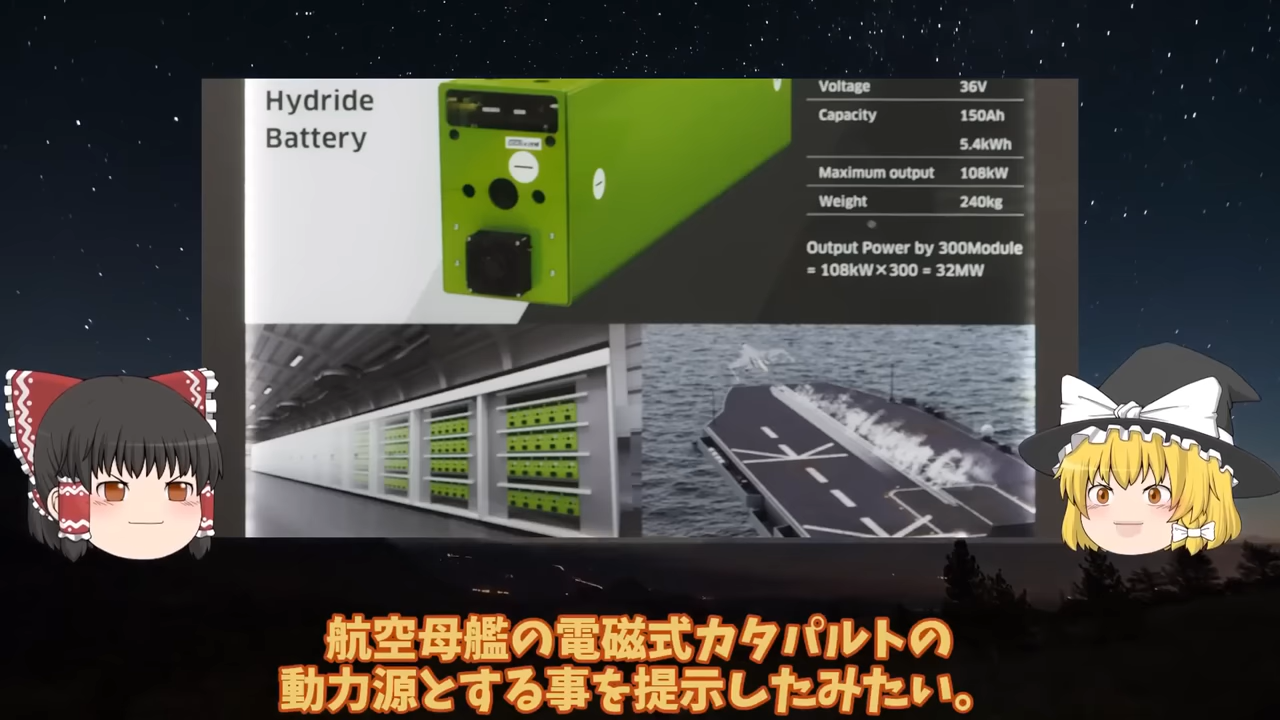 Hydride
Battery
Voltage 36V
Capacity 150Ah
5.4kWh
Maximum output 108kW
Weight 240kg
Output Power by 300Module
= 108kW×300 = 32MW
航空母艦の電磁式カタパルトの
動力源とする事を提示したみたい。